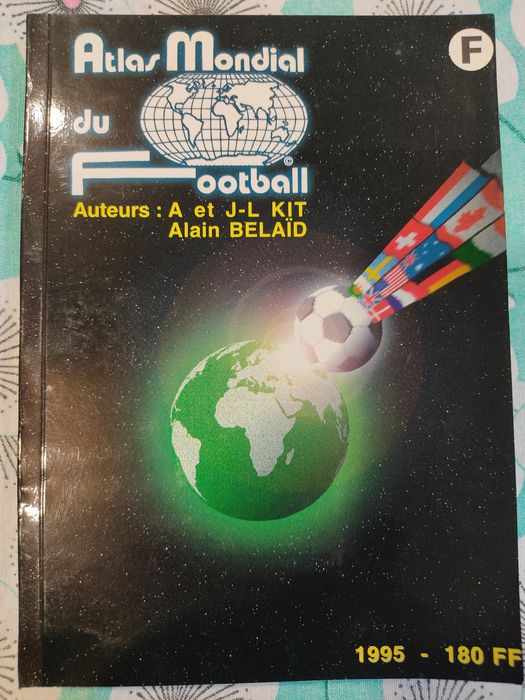 F
Atlas Mondial
du
©
Football
Auteurs : A et J-L KIT
Alain BELAÏD
1995 - 180 FF